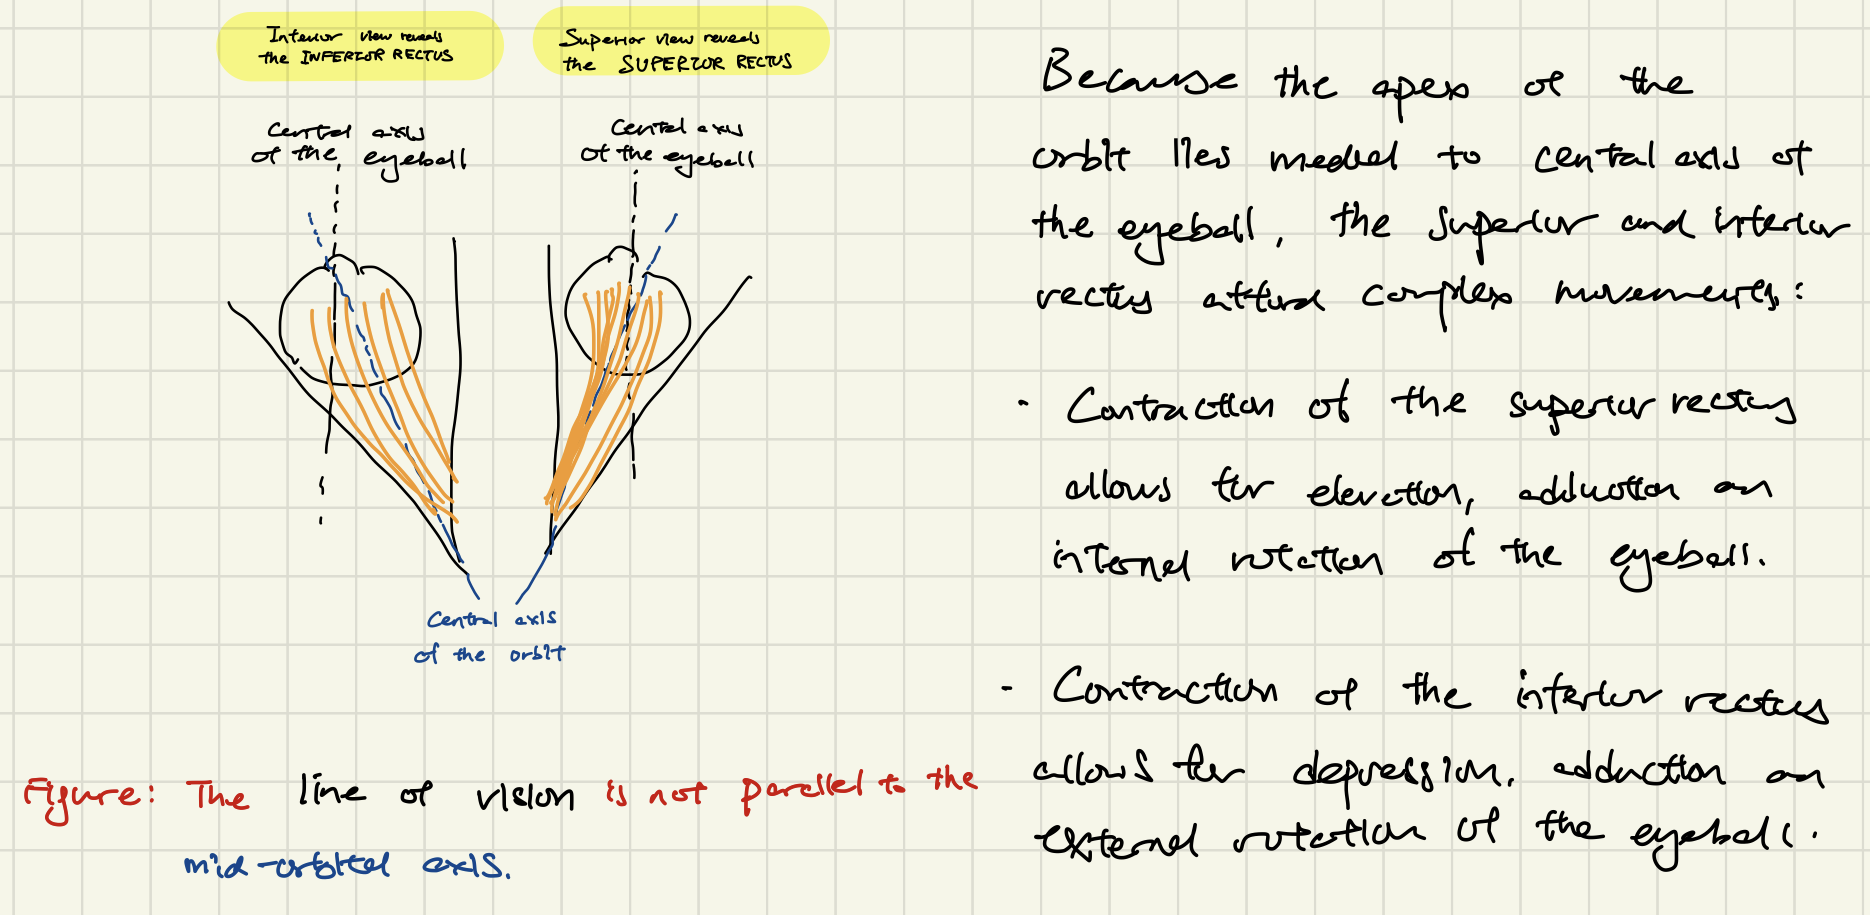 Inferior view reveals
the INFERIOR RECTUS
Superior view reveals
the SUPERIOR RECTUS
Central axis
of the eyeball
Central axis
of the eyeball
Central axis
of the orbit
Figure: The line of vision is not parallel to the
mid-orbital axis.
Because the apex of the
orbit lies medial to central axis of
the eyeball, the superior and inferior
rectus afford complex movements:
· Contraction of the superior rectus
allows for elevation, adduction an
internal rotation of the eyeball.
- Contraction of the inferior rectus
allows for depression, adduction an
external rotation of the eyeball.